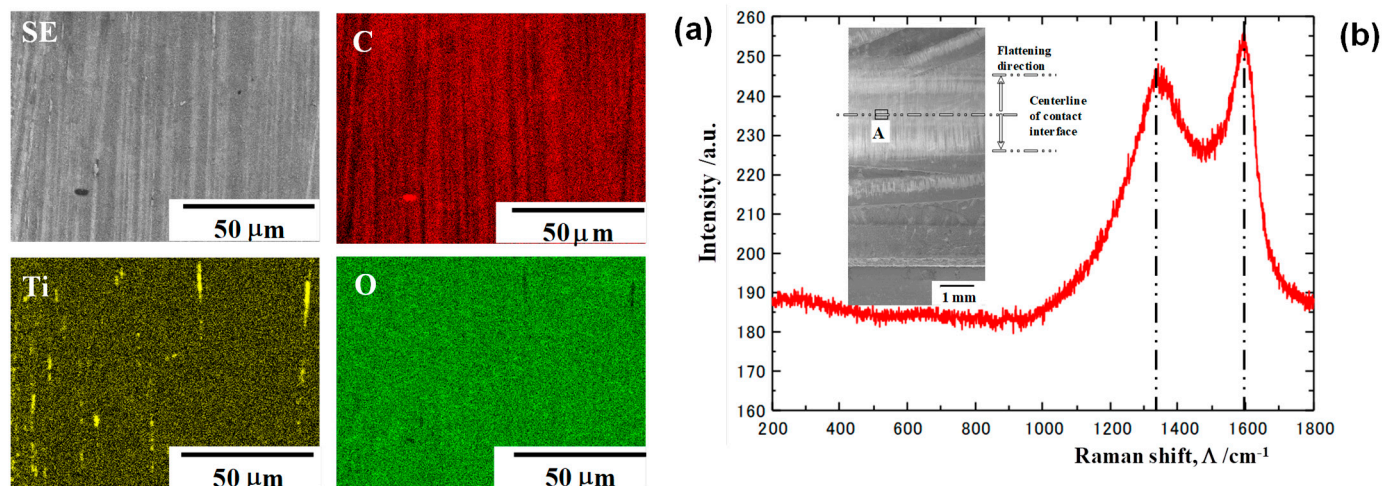 SE
C
(a)
50 μm
50 μm
Ti
O
50 μm
50 μm
(b)
Intensity /a.u.
260
250
240
230
220
210
200
190
180
170
160
200
400
600
800
1000
1200
1400
1600
1800
Raman shift, Λ /cm-1
Flattening
direction
Centerline
of contact
interface
A
1 mm